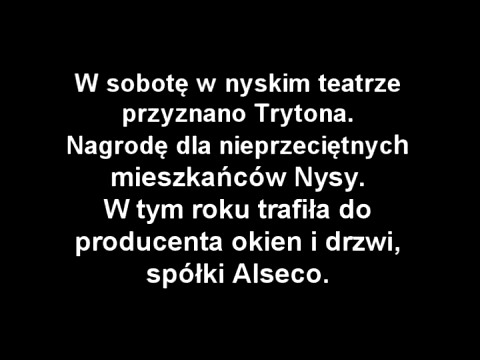 W sobotę w nyskim teatrze
przyznano Trytona.
Nagrodę dla nieprzeciętnych
mieszkańców Nysy.
W tym roku trafiła do
producenta okien i drzwi,
spółki Alseco.